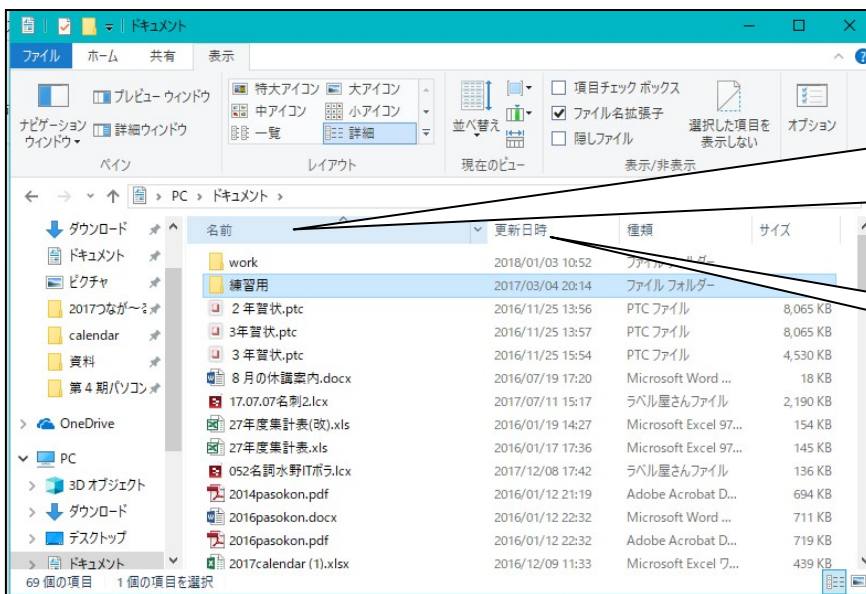 ドキュメント
ファイル ホーム 共有 表示
ナビゲーション ウィンドウ
プレビュー ウィンドウ
詳細ウィンドウ
ペイン
特大アイコン 大アイコン
中アイコン 小アイコン
一覧 詳細
レイアウト
並べ替え
現在のビュー
項目チェック ボックス
ファイル名拡張子
隠しファイル
選択した項目を 表示しない
表示/非表示
オプション
PC › ドキュメント ›
ダウンロード
ドキュメント
ピクチャ
2017つなが~る
calendar
資料
第4期パソコン
OneDrive
PC
3D オブジェクト
ダウンロード
デスクトップ
ドキュメント
名前 更新日時 種類 サイズ
work 2018/01/03 10:52 ファイル フォルダー
練習用 2017/03/04 20:14 ファイル フォルダー
２年賀状.ptc 2016/11/25 13:56 PTC ファイル 8,065 KB
3年賀状.ptc 2016/11/25 13:57 PTC ファイル 8,065 KB
３年賀状.ptc 2016/11/25 15:54 PTC ファイル 4,530 KB
８月の休講案内.docx 2016/07/19 17:20 Microsoft Word ... 18 KB
17.07.07名刺2.lcx 2017/07/11 15:17 ラベル屋さんファイル 2,190 KB
27年度集計表(改).xls 2016/01/19 14:27 Microsoft Excel 97... 154 KB
27年度集計表.xls 2016/01/17 17:36 Microsoft Excel 97... 145 KB
052名詞水野ITボラ.lcx 2017/12/08 17:42 ラベル屋さんファイル 136 KB
2014pasokon.pdf 2016/01/12 21:19 Adobe Acrobat D... 694 KB
2016pasokon.docx 2016/01/12 22:32 Microsoft Word ... 711 KB
2016pasokon.pdf 2016/01/12 22:32 Adobe Acrobat D... 719 KB
2017calendar (1).xlsx 2016/12/09 11:33 Microsoft Excel ワ... 439 KB
69 個の項目 1 個の項目を選択